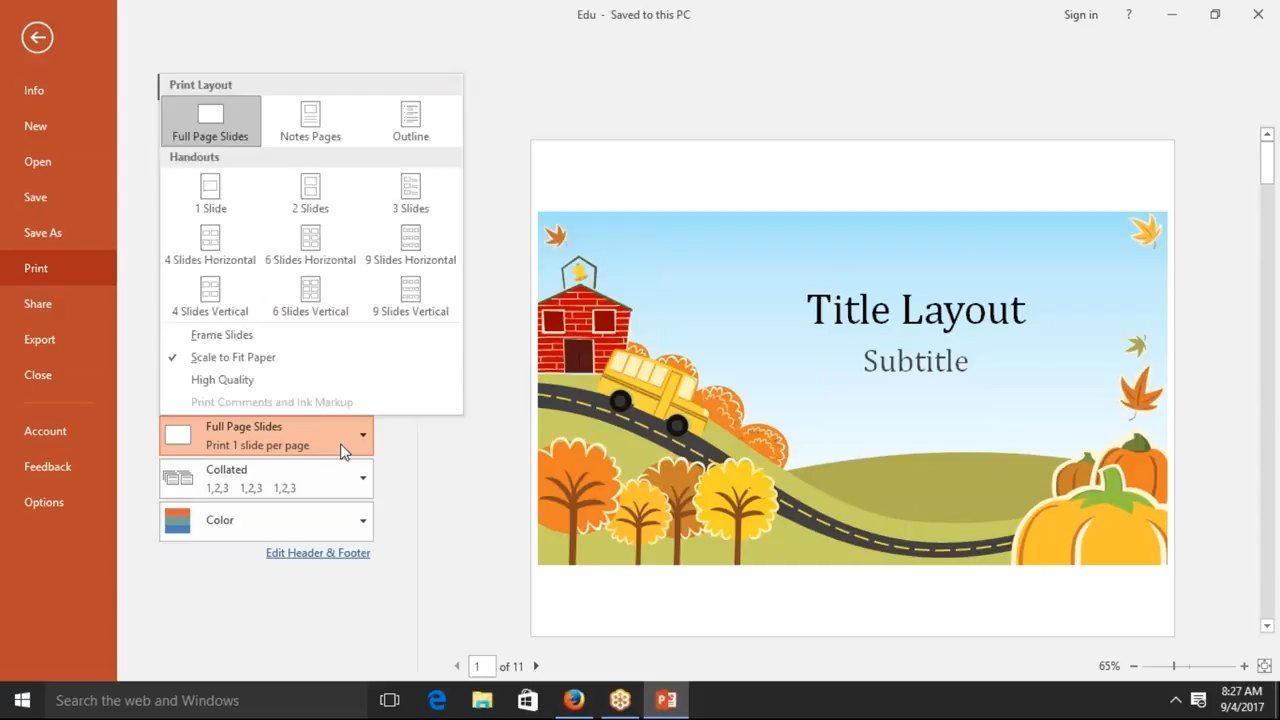 Edu - Saved to this PC
Sign in
?
Info
New
Open
Save
Save As
Print
Share
Export
Close
Account
Feedback
Options
Print Layout
Full Page Slides
Notes Pages
Outline
Handouts
1 Slide
2 Slides
3 Slides
4 Slides Horizontal
6 Slides Horizontal
9 Slides Horizontal
4 Slides Vertical
6 Slides Vertical
9 Slides Vertical
Frame Slides
Scale to Fit Paper
High Quality
Print Comments and Ink Markup
Full Page Slides
Print 1 slide per page
Collated
1,2,3 1,2,3 1,2,3
Color
Edit Header & Footer
Title Layout
Subtitle
1 of 11
65%
Search the web and Windows
8:27 AM
9/4/2017